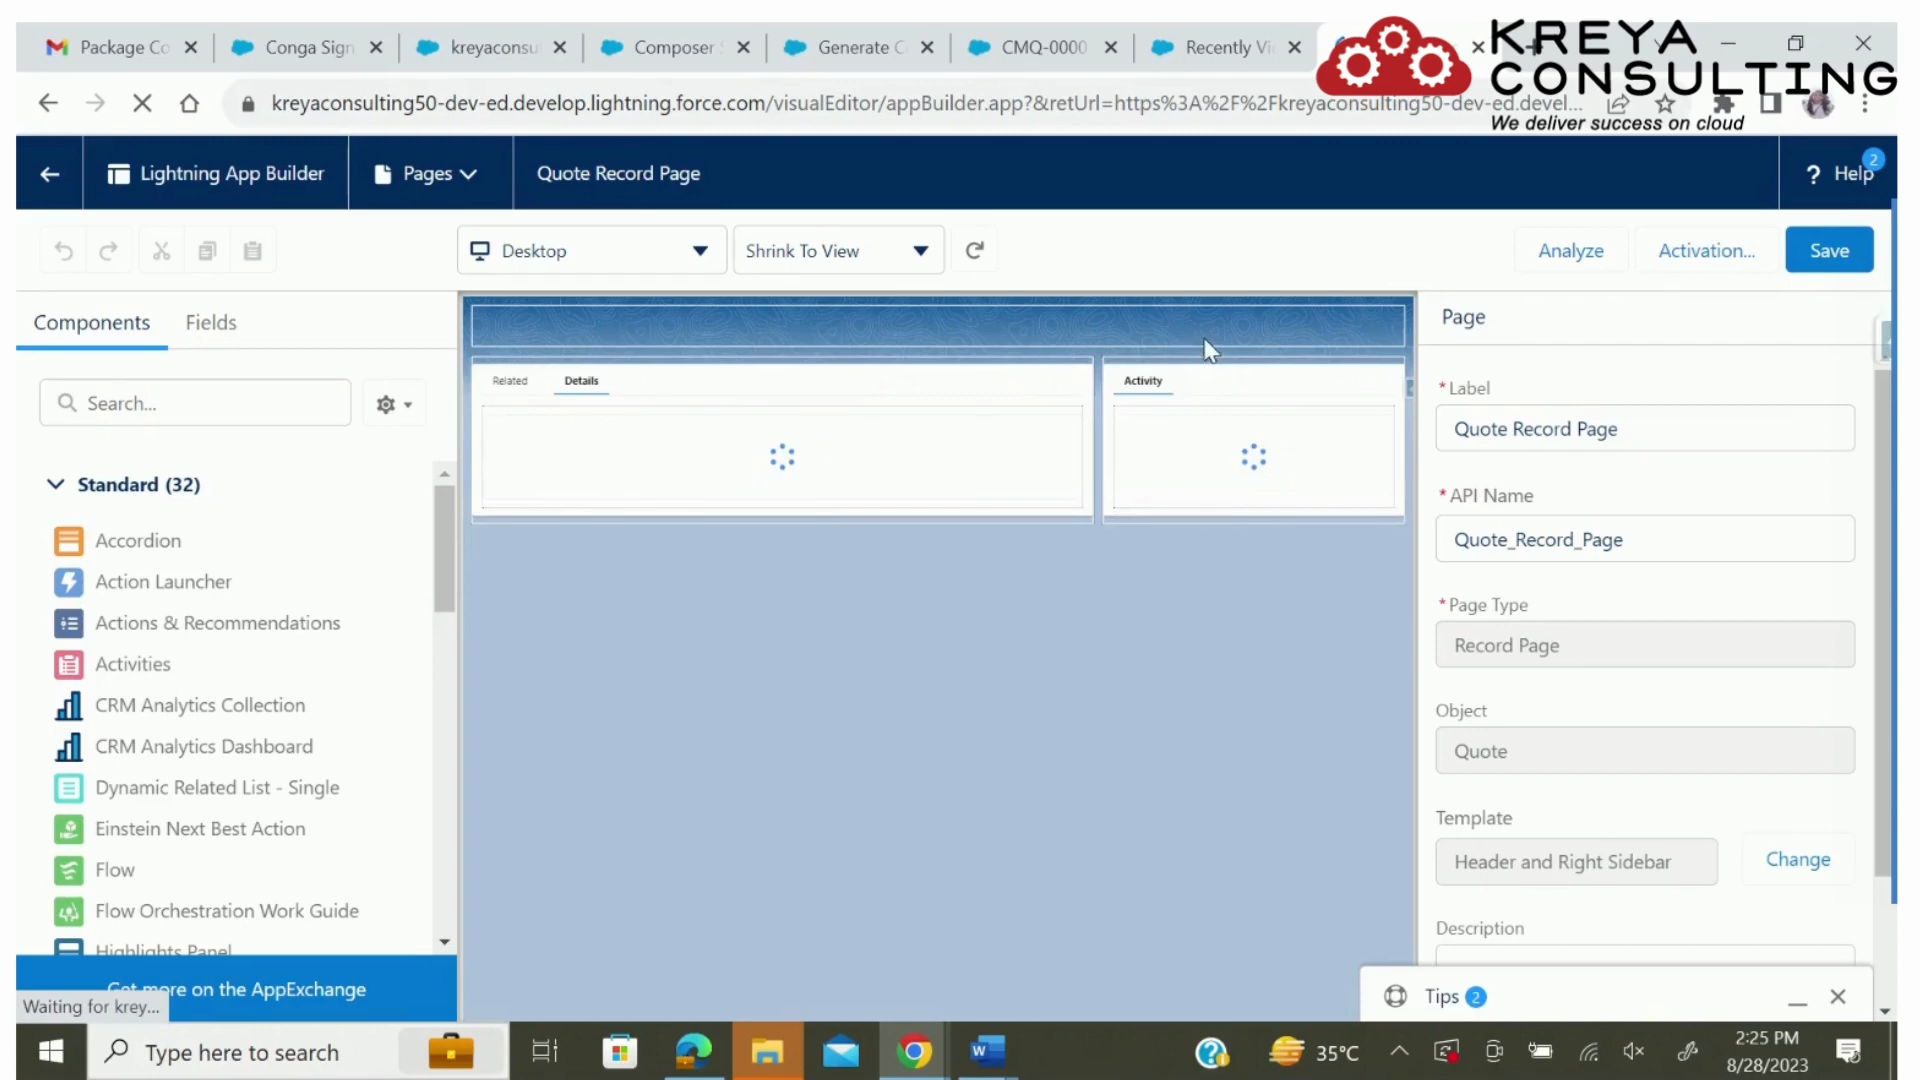 Package Co
Conga Sign
kreyaconsu
Composer
Generate C
CMQ-0000
Recently Vi
KREYA
CONSULTING
We deliver success on cloud
kreyaconsulting50-dev-ed.develop.lightning.force.com/visualEditor/appBuilder.app?&retUrl=https%3A%2F%2Fkreyaconsulting50-dev-ed.devel...
Lightning App Builder
Pages
Quote Record Page
? Help
2
Desktop
Shrink To View
Analyze
Activation...
Save
Components
Fields
Search...
Standard (32)
Accordion
Action Launcher
Actions & Recommendations
Activities
CRM Analytics Collection
CRM Analytics Dashboard
Dynamic Related List - Single
Einstein Next Best Action
Flow
Flow Orchestration Work Guide
Highlights Panel
Get more on the AppExchange
Waiting for krey...
Related
Details
Activity
Page
*Label
Quote Record Page
*API Name
Quote_Record_Page
*Page Type
Record Page
Object
Quote
Template
Header and Right Sidebar
Change
Description
Tips 2
Type here to search
35°C
2:25 PM
8/28/2023